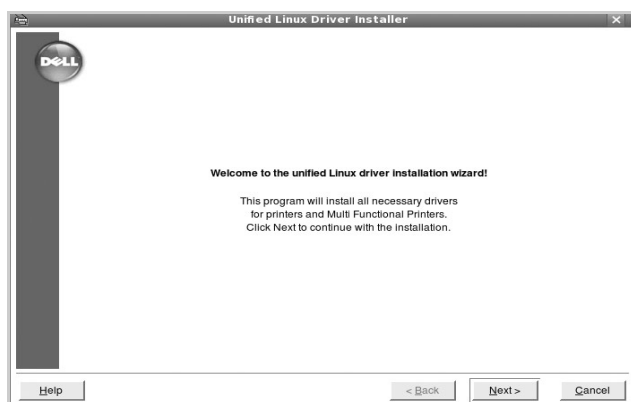 Unified Linux Driver Installer
DELL
Welcome to the unified Linux driver installation wizard!
This program will install all necessary drivers
for printers and Multi Functional Printers.
Click Next to continue with the installation.
Help
< Back
Next >
Cancel